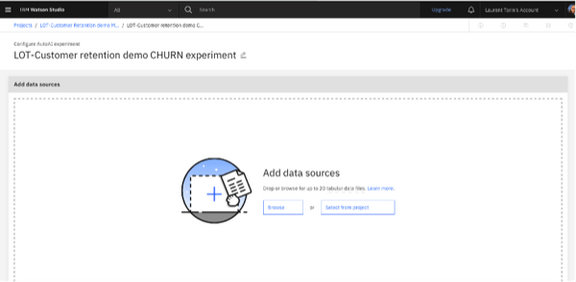 IBM Watson Studio
All
Search
Upgrade
Laurent Tarin's Account
Projects / LOT-Customer Retention demo M... / LOT-Customer retention demo C...
Configure AutoAI experiment
LOT-Customer retention demo CHURN experiment
Add data sources
Add data sources
Drop or browse for up to 20 tabular data files. Learn more.
Browse or Select from project